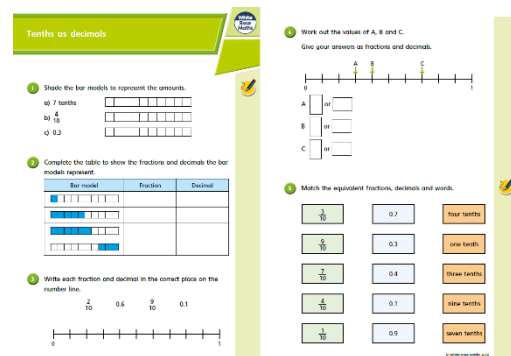 Tenths as decimals
White
Rose
Maths
1 Shade the bar models to represent the amounts.
a) 7 tenths
b) 4/10
c) 0.3
2 Complete the table to show the fractions and decimals the bar
models represent.
Bar model Fraction Decimal
3 Write each fraction and decimal in the correct place on the
number line.
2/10 0.6 9/10 0.1
0 1
4 Work out the values of A, B and C.
Give your answers as fractions and decimals.
A B C
0 1
A or
B or
C or
5 Match the equivalent fractions, decimals and words.
3/10 0.7 four tenths
9/10 0.3 one tenth
7/10 0.4 three tenths
4/10 0.1 nine tenths
1/10 0.9 seven tenths